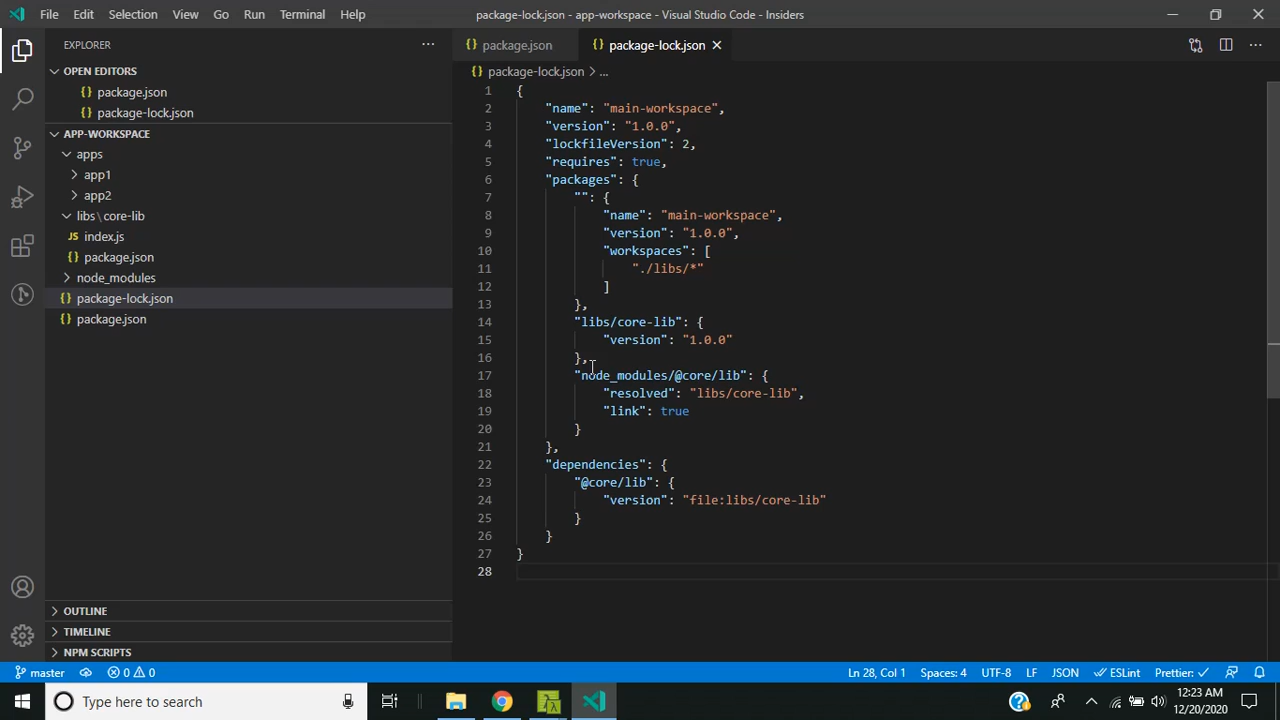 File Edit Selection View Go Run Terminal Help
package-lock.json - app-workspace - Visual Studio Code - Insiders
EXPLORER
OPEN EDITORS
package.json
package-lock.json
APP-WORKSPACE
apps
app1
app2
libs\core-lib
JS index.js
{} package.json
node_modules
{} package-lock.json
{} package.json
OUTLINE
TIMELINE
NPM SCRIPTS
{} package.json
{} package-lock.json
{} package-lock.json > ...
1 {
2 "name": "main-workspace",
3 "version": "1.0.0",
4 "lockfileVersion": 2,
5 "requires": true,
6 "packages": {
7 "": {
8 "name": "main-workspace",
9 "version": "1.0.0",
10 "workspaces": [
11 "./libs/*"
12 ]
13 },
14 "libs/core-lib": {
15 "version": "1.0.0"
16 },
17 "node_modules/@core/lib": {
18 "resolved": "libs/core-lib",
19 "link": true
20 }
21 },
22 "dependencies": {
23 "@core/lib": {
24 "version": "file:libs/core-lib"
25 }
26 }
27 }
28
master 0 0 Ln 28, Col 1 Spaces: 4 UTF-8 LF JSON ESLint Prettier:
Type here to search
12:23 AM
12/20/2020